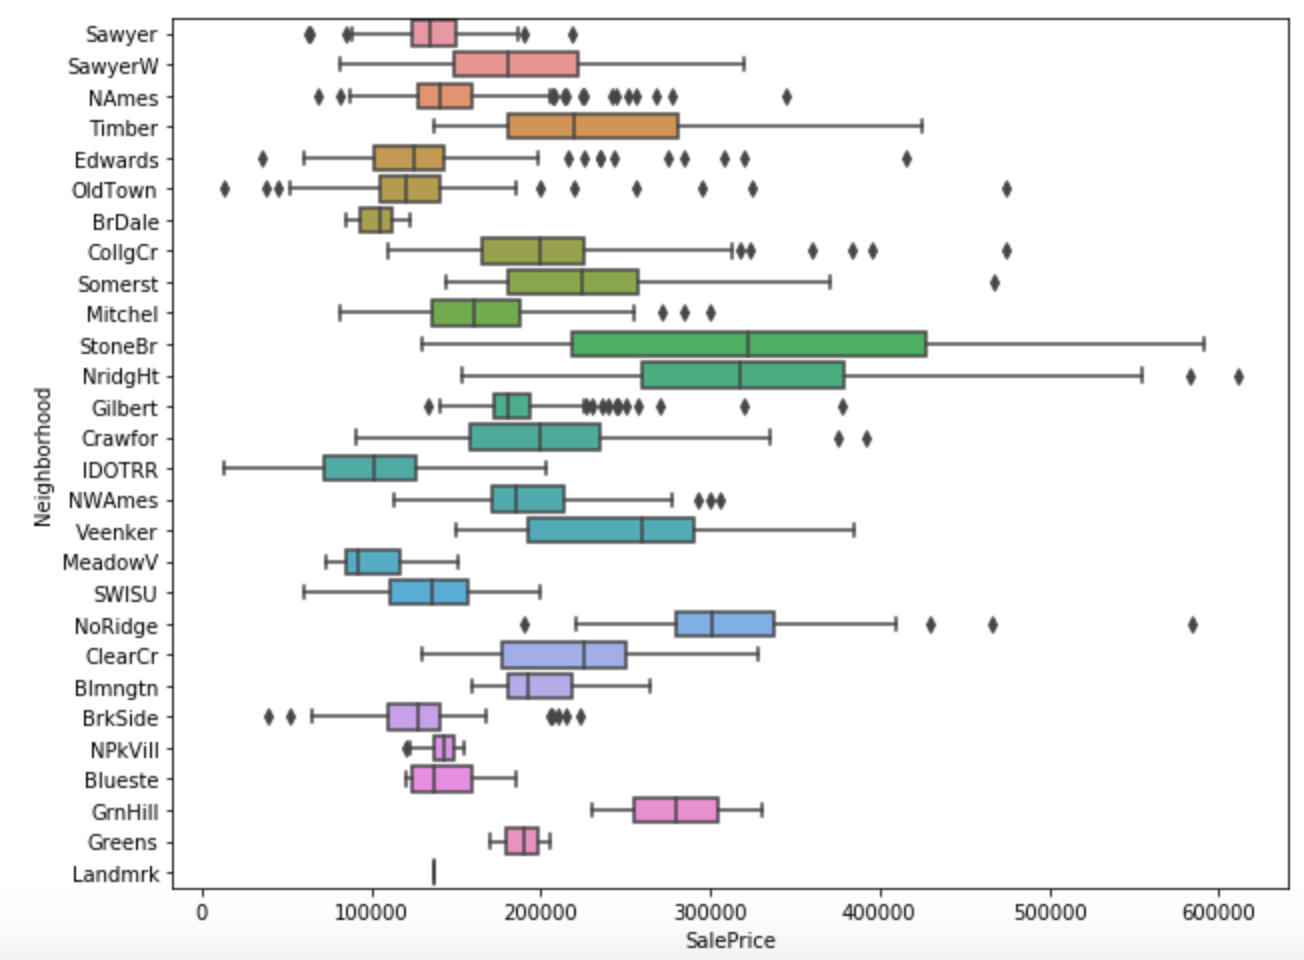 Sawyer
SawyerW
NAmes
Timber
Edwards
OldTown
BrDale
CollgCr
Somerst
Mitchel
StoneBr
NridgHt
Gilbert
Crawfor
IDOTRR
NWAmes
Veenker
MeadowV
SWISU
NoRidge
ClearCr
Blmngtn
BrkSide
NPkVill
Blueste
GrnHill
Greens
Landmrk
Neighborhood
0 100000 200000 300000 400000 500000 600000
SalePrice